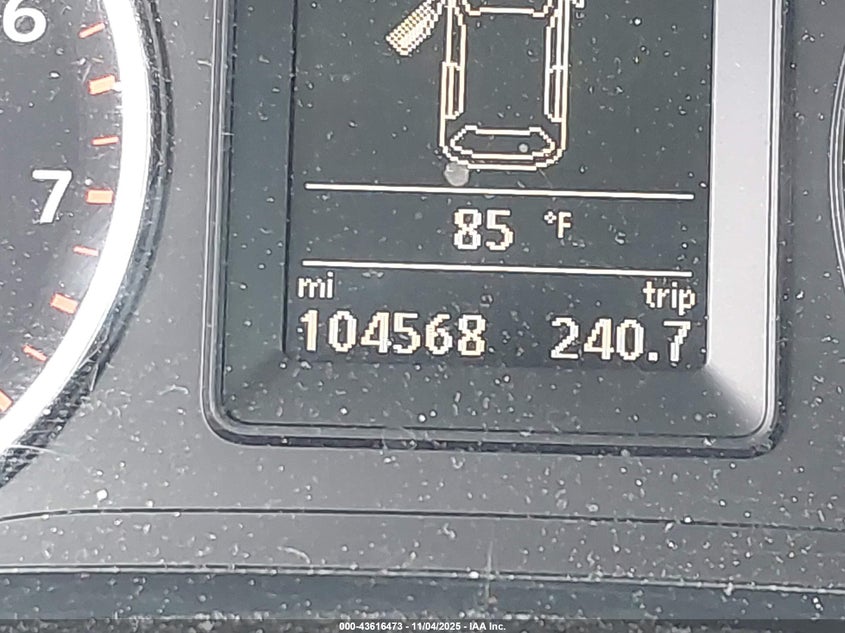 6
7
85 °F
mi trip
104568 240.7
000-43616473 - 11/04/2025 - IAA Inc.